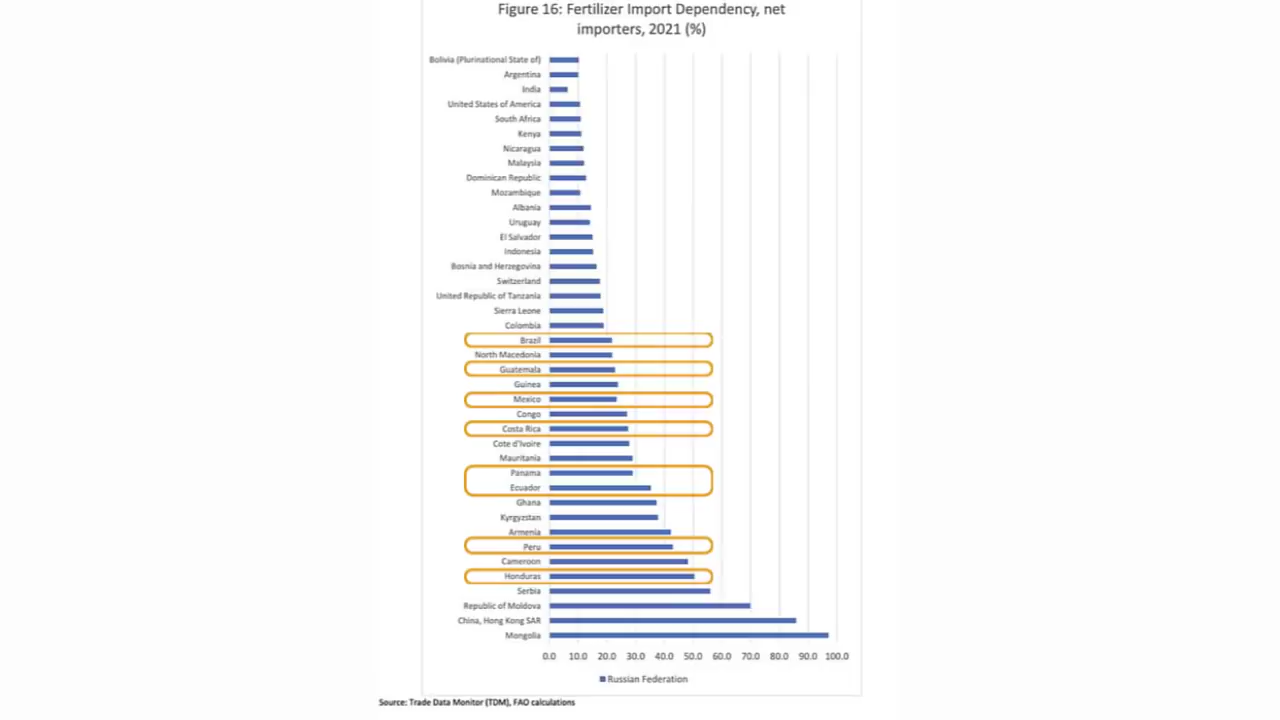 Figure 16: Fertilizer Import Dependency, net
importers, 2021 (%)
Bolivia (Plurinational State of)
Argentina
India
United States of America
South Africa
Kenya
Nicaragua
Malaysia
Dominican Republic
Mozambique
Albania
Uruguay
El Salvador
Indonesia
Bosnia and Herzegovina
Switzerland
United Republic of Tanzania
Sierra Leone
Colombia
Brazil
North Macedonia
Guatemala
Guinea
Mexico
Congo
Costa Rica
Cote d'Ivoire
Mauritania
Panama
Ecuador
Ghana
Kyrgyzstan
Armenia
Peru
Cameroon
Honduras
Serbia
Republic of Moldova
China, Hong Kong SAR
Mongolia
0.0 10.0 20.0 30.0 40.0 50.0 60.0 70.0 80.0 90.0 100.0
Russian Federation
Source: Trade Data Monitor (TDM), FAO calculations